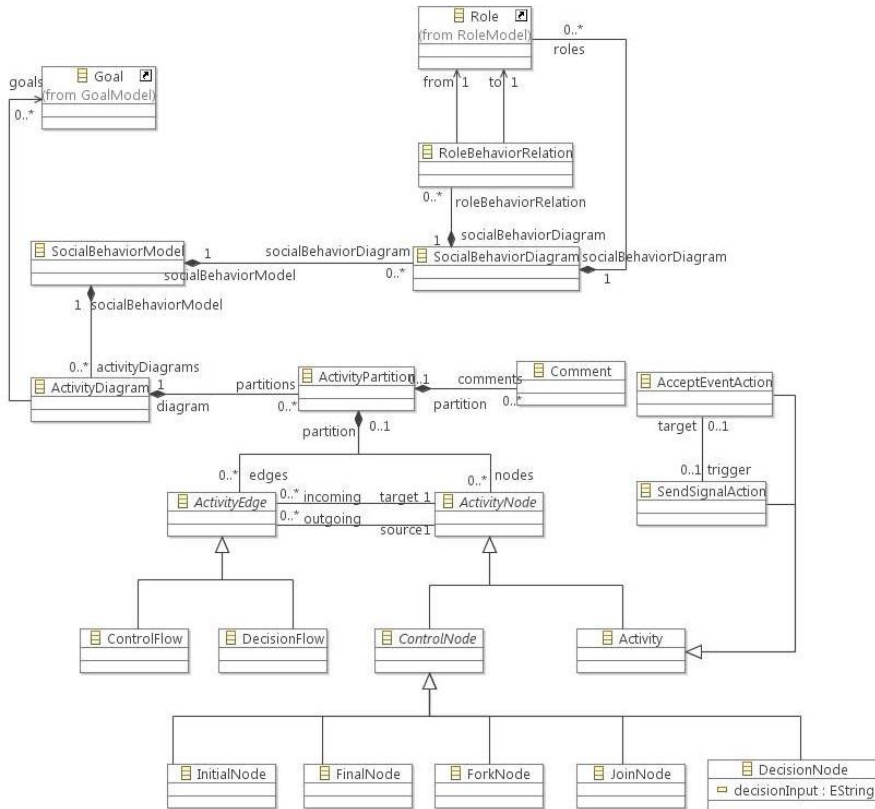 Role
(from RoleModel)
0..*
roles
Goal
(from GoalModel)
goals
0..*
from 1
to 1
RoleBehaviorRelation
0..*
roleBehaviorRelation
1
socialBehaviorDiagram
SocialBehaviorModel
1
socialBehaviorModel
socialBehaviorDiagram
0..*
SocialBehaviorDiagram
socialBehaviorDiagram
1
1
socialBehaviorModel
0..*
activityDiagrams
ActivityDiagram
1
diagram
partitions
0..*
ActivityPartition
0..1
partition
comments
0..*
Comment
AcceptEventAction
target
0..1
0..1
trigger
SendSignalAction
partition
0..1
0..*
edges
0..*
nodes
ActivityEdge
0..*
incoming
target 1
0..*
outgoing
source1
ActivityNode
ControlFlow
DecisionFlow
ControlNode
Activity
InitialNode
FinalNode
ForkNode
JoinNode
DecisionNode
decisionInput : EString